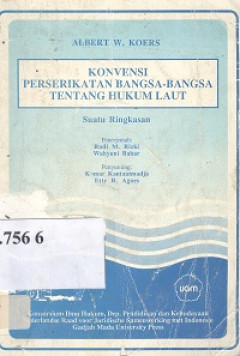 ALBERT W. KOERS
KONVENSI
PERSERIKATAN BANGSA-BANGSA
TENTANG HUKUM LAUT
Suatu Ringkasan
Penerjemah:
Rudi M. Rizki
Wahyuni Bahar
Penyunting:
Komar Kantaatmadja
Etty R. Agoes
.756 6
ugm
Konsorsium Ilmu Hukum, Dep. Pendidikan dan Kebudayaan
Nederlandse Raad voor Juridische Samenwerking met Indonesie
Gadjah Mada University Press